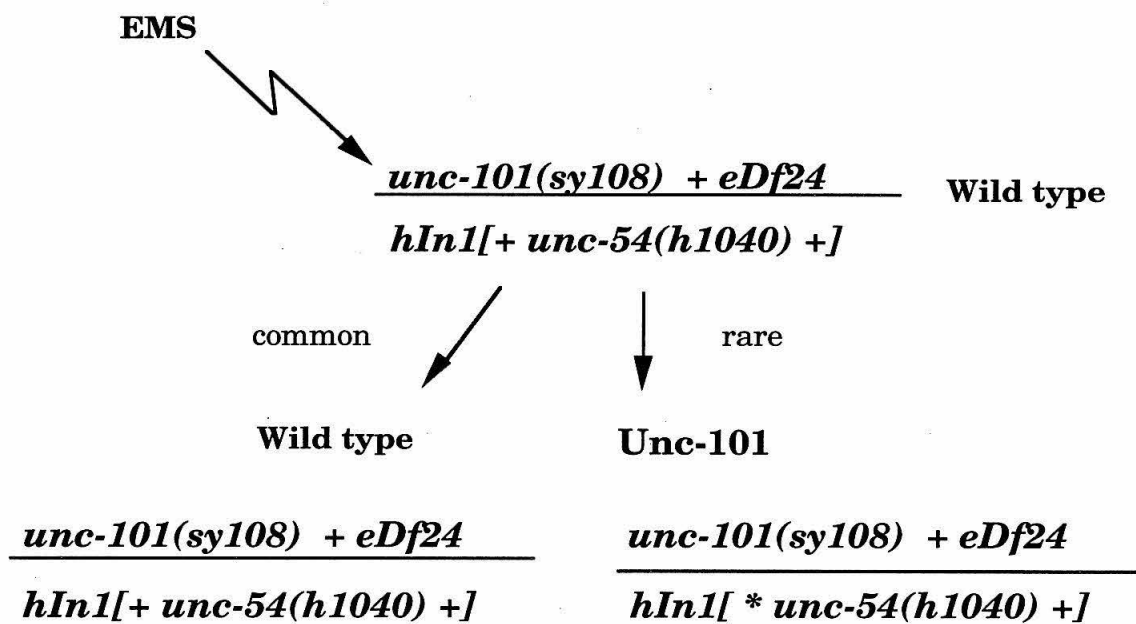 EMS
unc-101(sy108) + eDf24
Wild type
hIn1[+ unc-54(h1040) +]
common
rare
Wild type
Unc-101
unc-101(sy108) + eDf24
unc-101(sy108) + eDf24
hIn1[+ unc-54(h1040) +]
hIn1[ * unc-54(h1040) +]